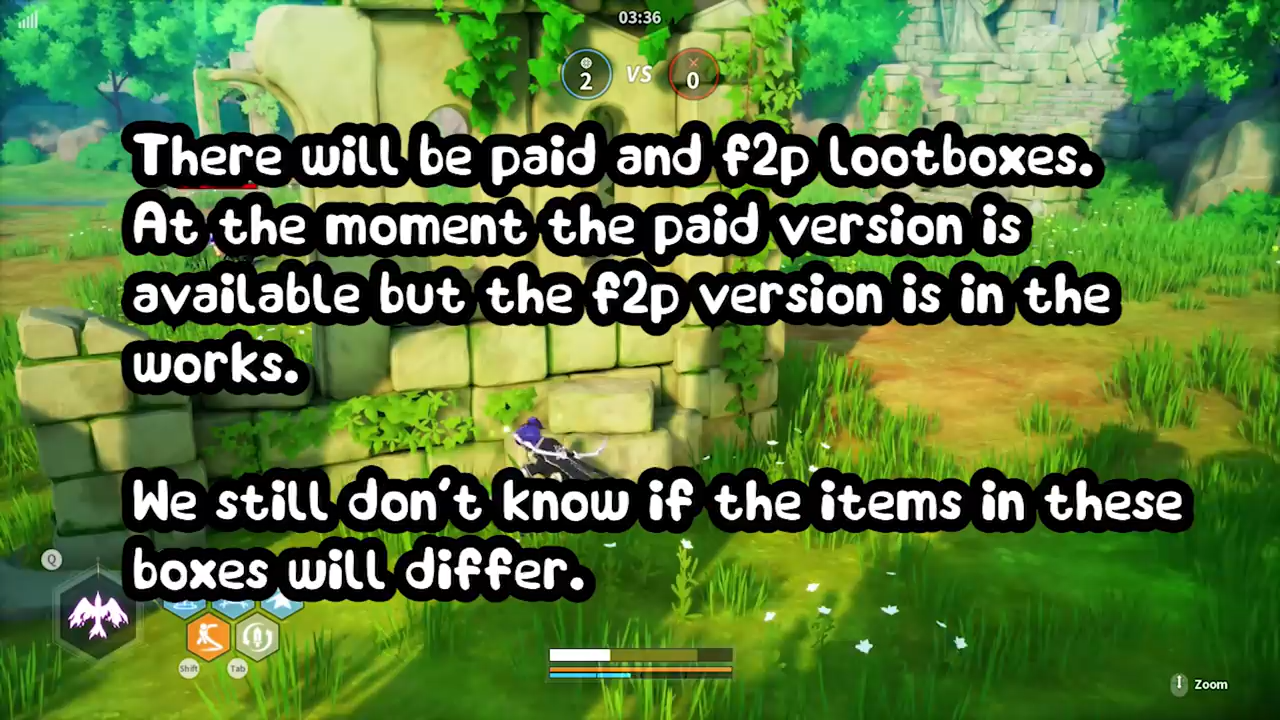 03:36
2 VS 0
There will be paid and f2p lootboxes.
At the moment the paid version is
available but the f2p version is in the
works.
We still don't know if the items in these
boxes will differ.
Q
Shift Tab
Zoom